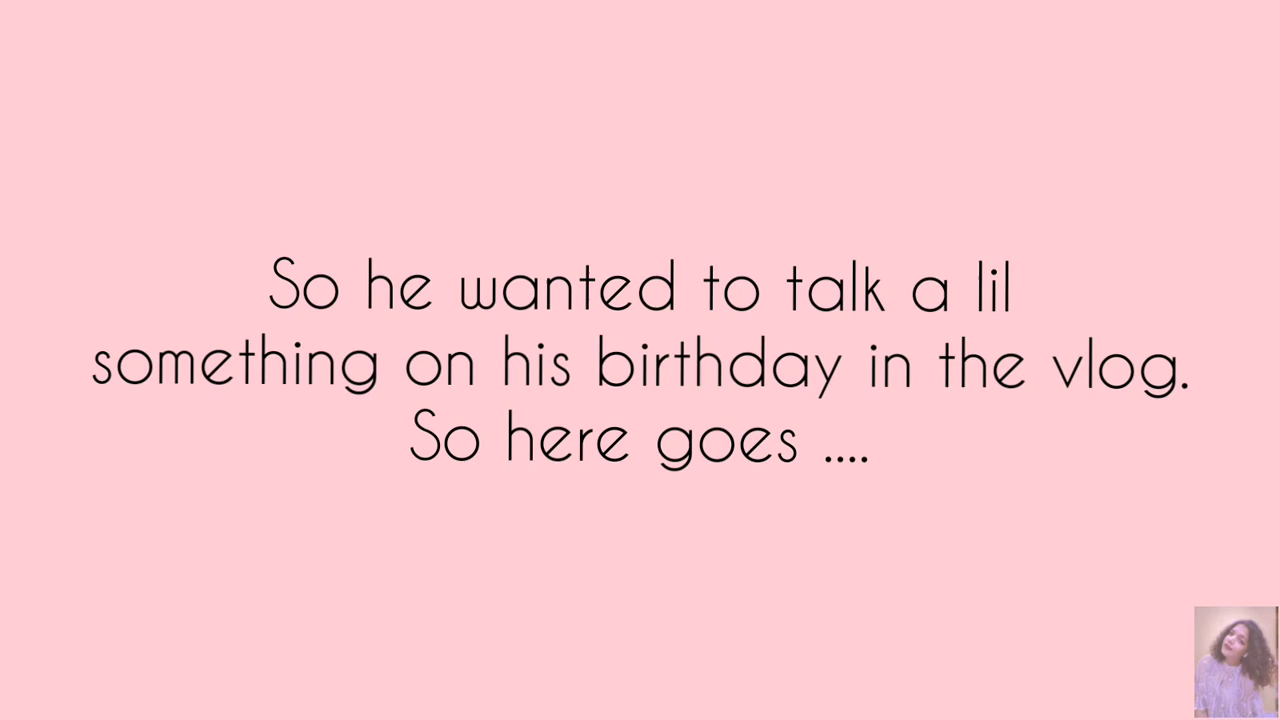 So he wanted to talk a lil
something on his birthday in the vlog.
So here goes ....